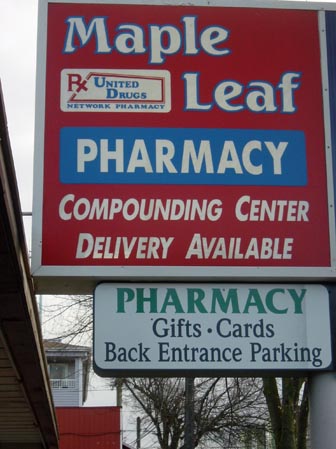 Maple
Rx UNITED DRUGS
NETWORK PHARMACY
Leaf
PHARMACY
COMPOUNDING CENTER
DELIVERY AVAILABLE
PHARMACY
Gifts · Cards
Back Entrance Parking